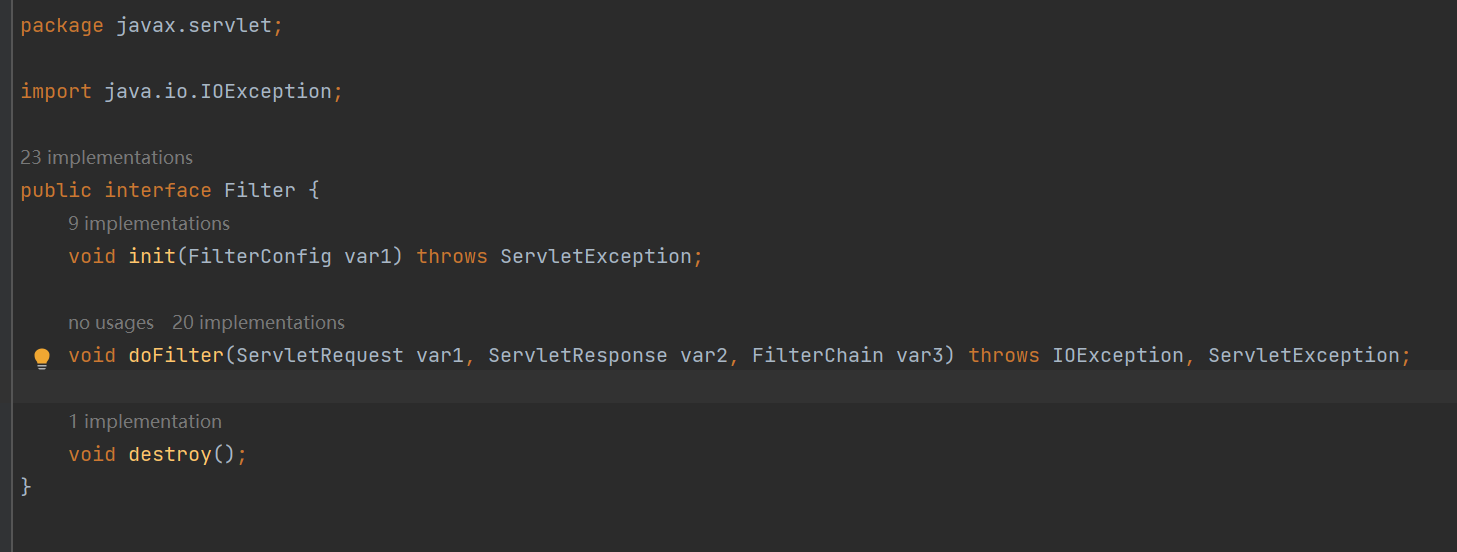 package javax.servlet;
import java.io.IOException;
23 implementations
public interface Filter {
9 implementations
void init(FilterConfig var1) throws ServletException;
no usages   20 implementations
void doFilter(ServletRequest var1, ServletResponse var2, FilterChain var3) throws IOException, ServletException;
1 implementation
void destroy();
}